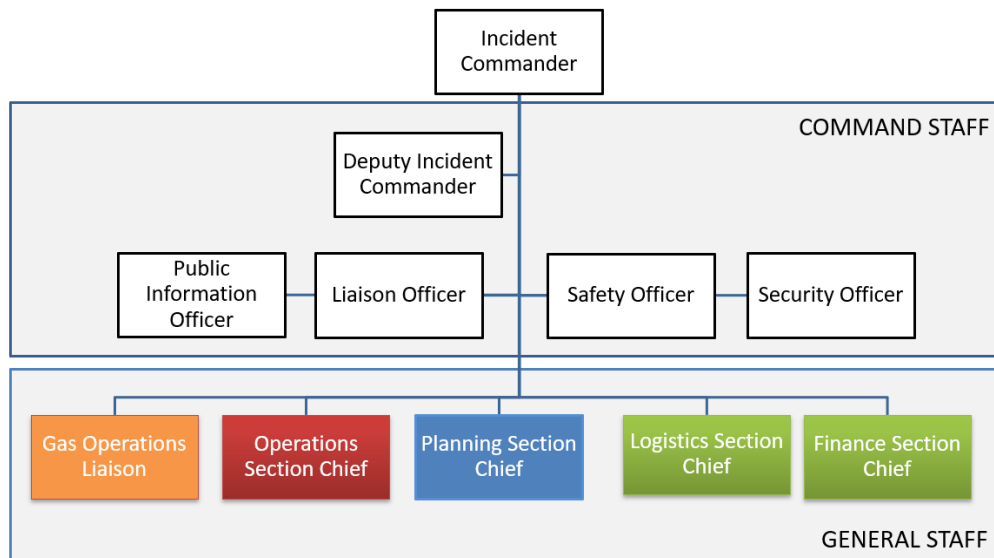 Incident
Commander
COMMAND STAFF
Deputy Incident
Commander
Public
Information
Officer
Liaison Officer
Safety Officer
Security Officer
Gas Operations
Liaison
Operations
Section Chief
Planning Section
Chief
Logistics Section
Chief
Finance Section
Chief
GENERAL STAFF